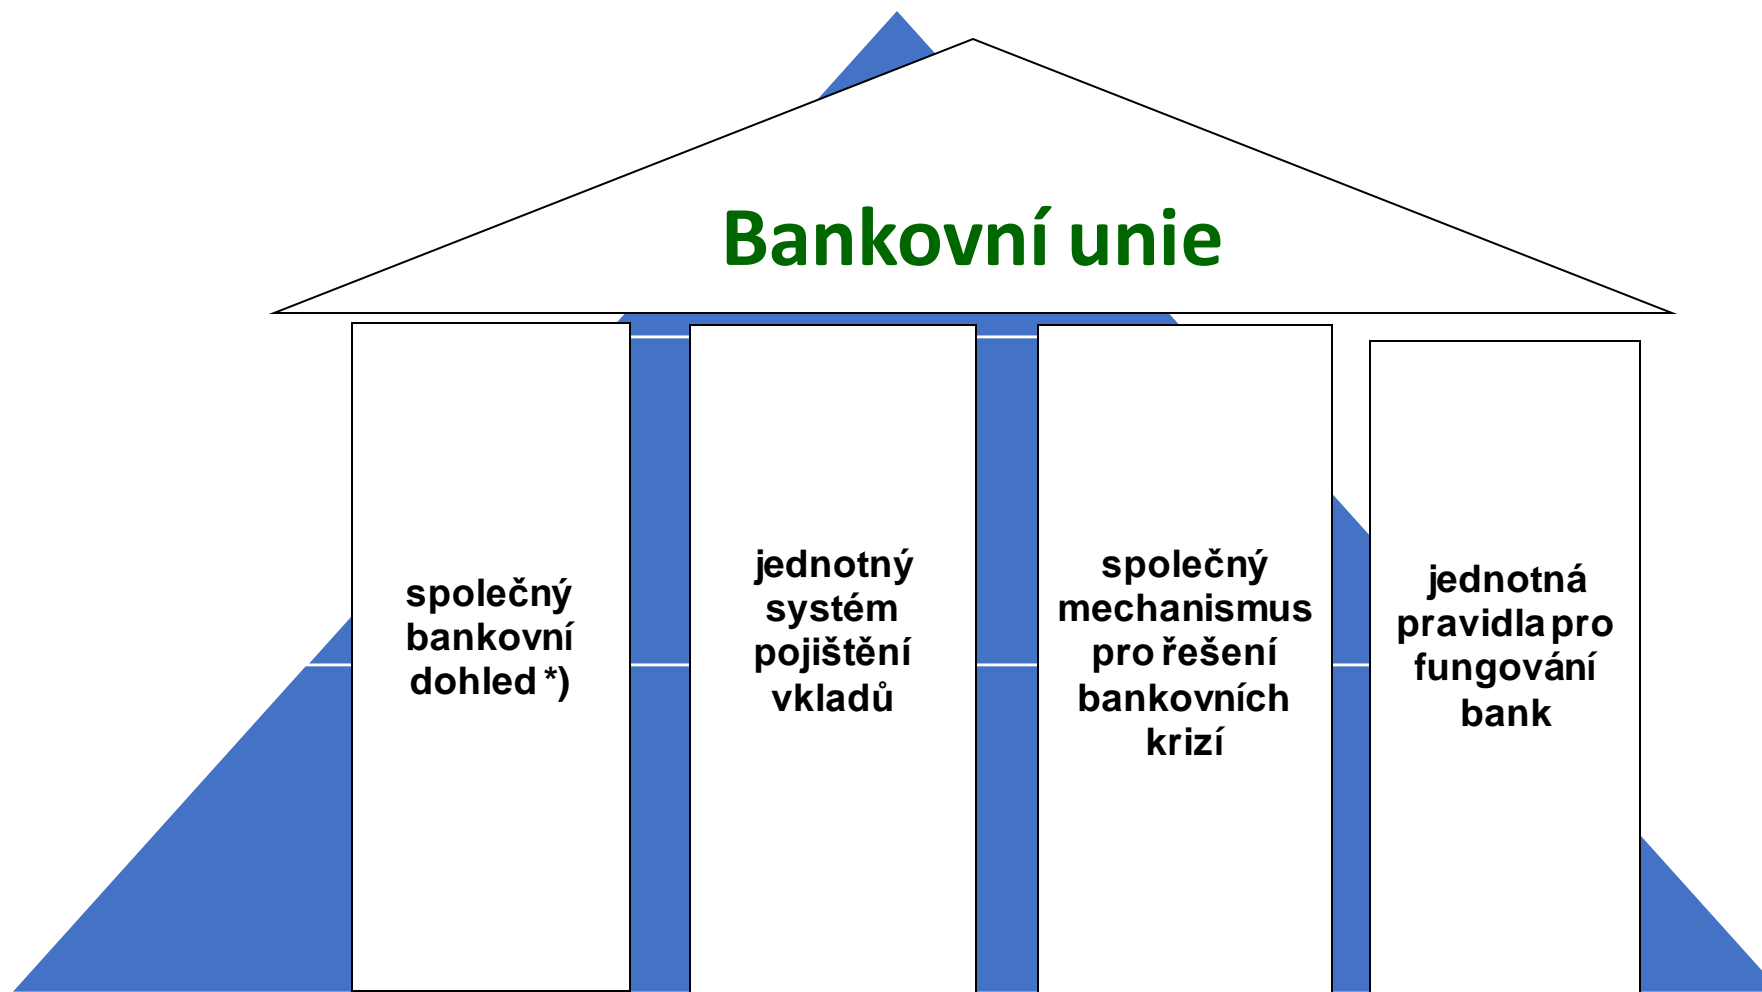 Bankovní unie
společný
bankovní
dohled *)
jednotný
systém
pojištění
vkladů
společný
mechanismus
pro řešení
bankovních
krizí
jednotná
pravidla pro
fungování
bank